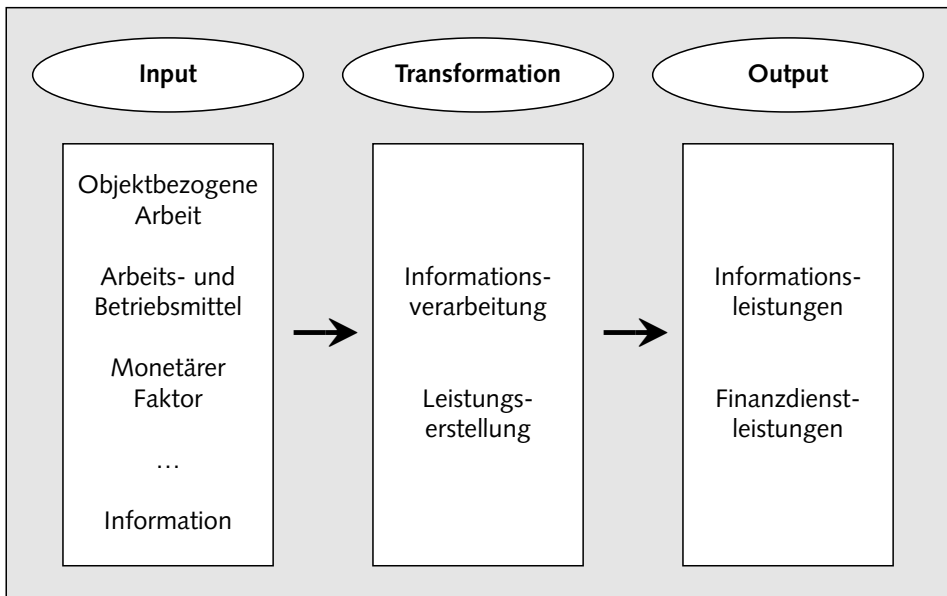 Input
Transformation
Output
Objektbezogene
Arbeit
Arbeits- und
Betriebsmittel
Monetärer
Faktor
…
Information
Informations-
verarbeitung
Leistungs-
erstellung
Informations-
leistungen
Finanzdienst-
leistungen